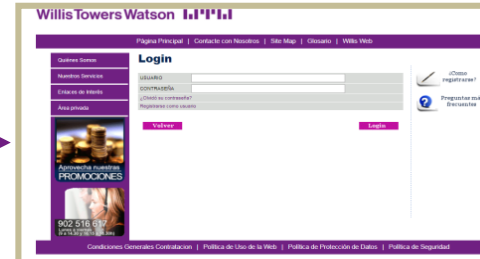 Willis Towers Watson
Página Principal | Contacte con Nosotros | Site Map | Glosario | Willis Web
Quiénes Somos
Nuestros Servicios
Enlaces de Interés
Área privada
Login
USUARIO
CONTRASEÑA
¿Olvidó su contraseña?
Registrarse como usuario
Volver
Login
¿Cómo
registrarse?
Preguntas más
frecuentes
Aprovecha nuestras
PROMOCIONES
902 516 617
Condiciones Generales Contratacion | Política de Uso de la Web | Política de Protección de Datos | Política de Seguridad